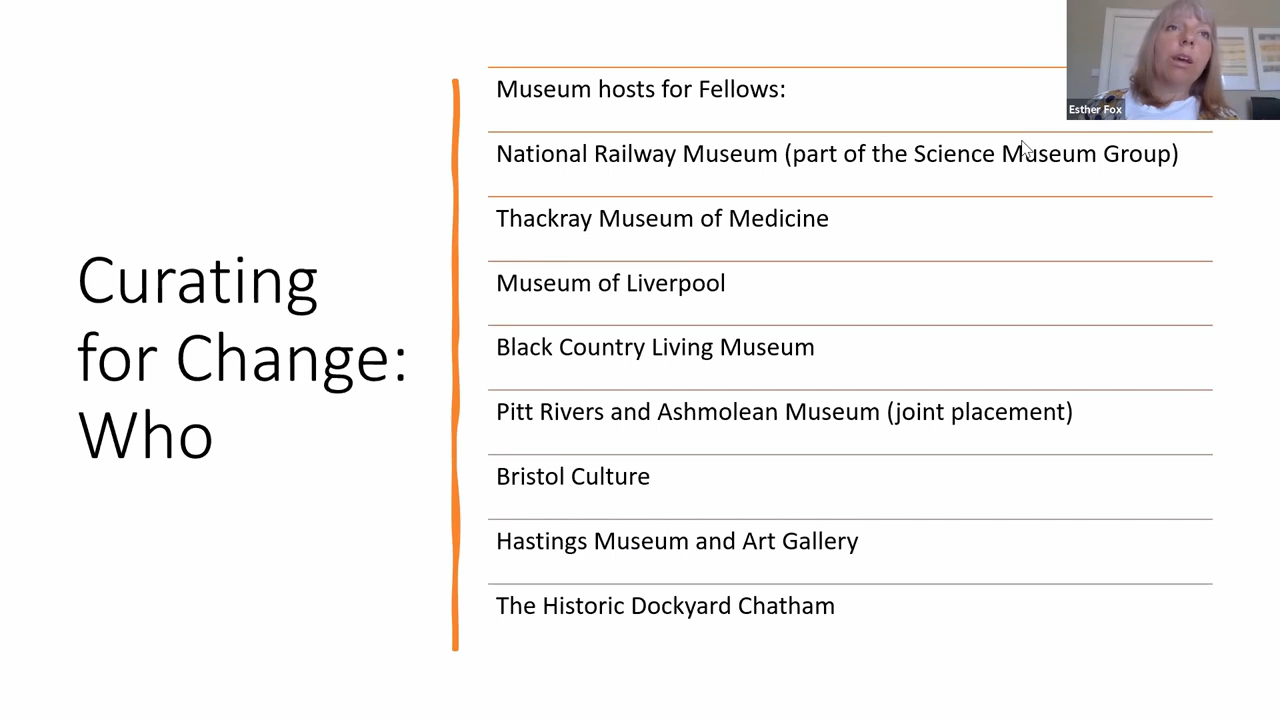 Curating
for Change:
Who
Museum hosts for Fellows:
National Railway Museum (part of the Science Museum Group)
Thackray Museum of Medicine
Museum of Liverpool
Black Country Living Museum
Pitt Rivers and Ashmolean Museum (joint placement)
Bristol Culture
Hastings Museum and Art Gallery
The Historic Dockyard Chatham
Esther Fox